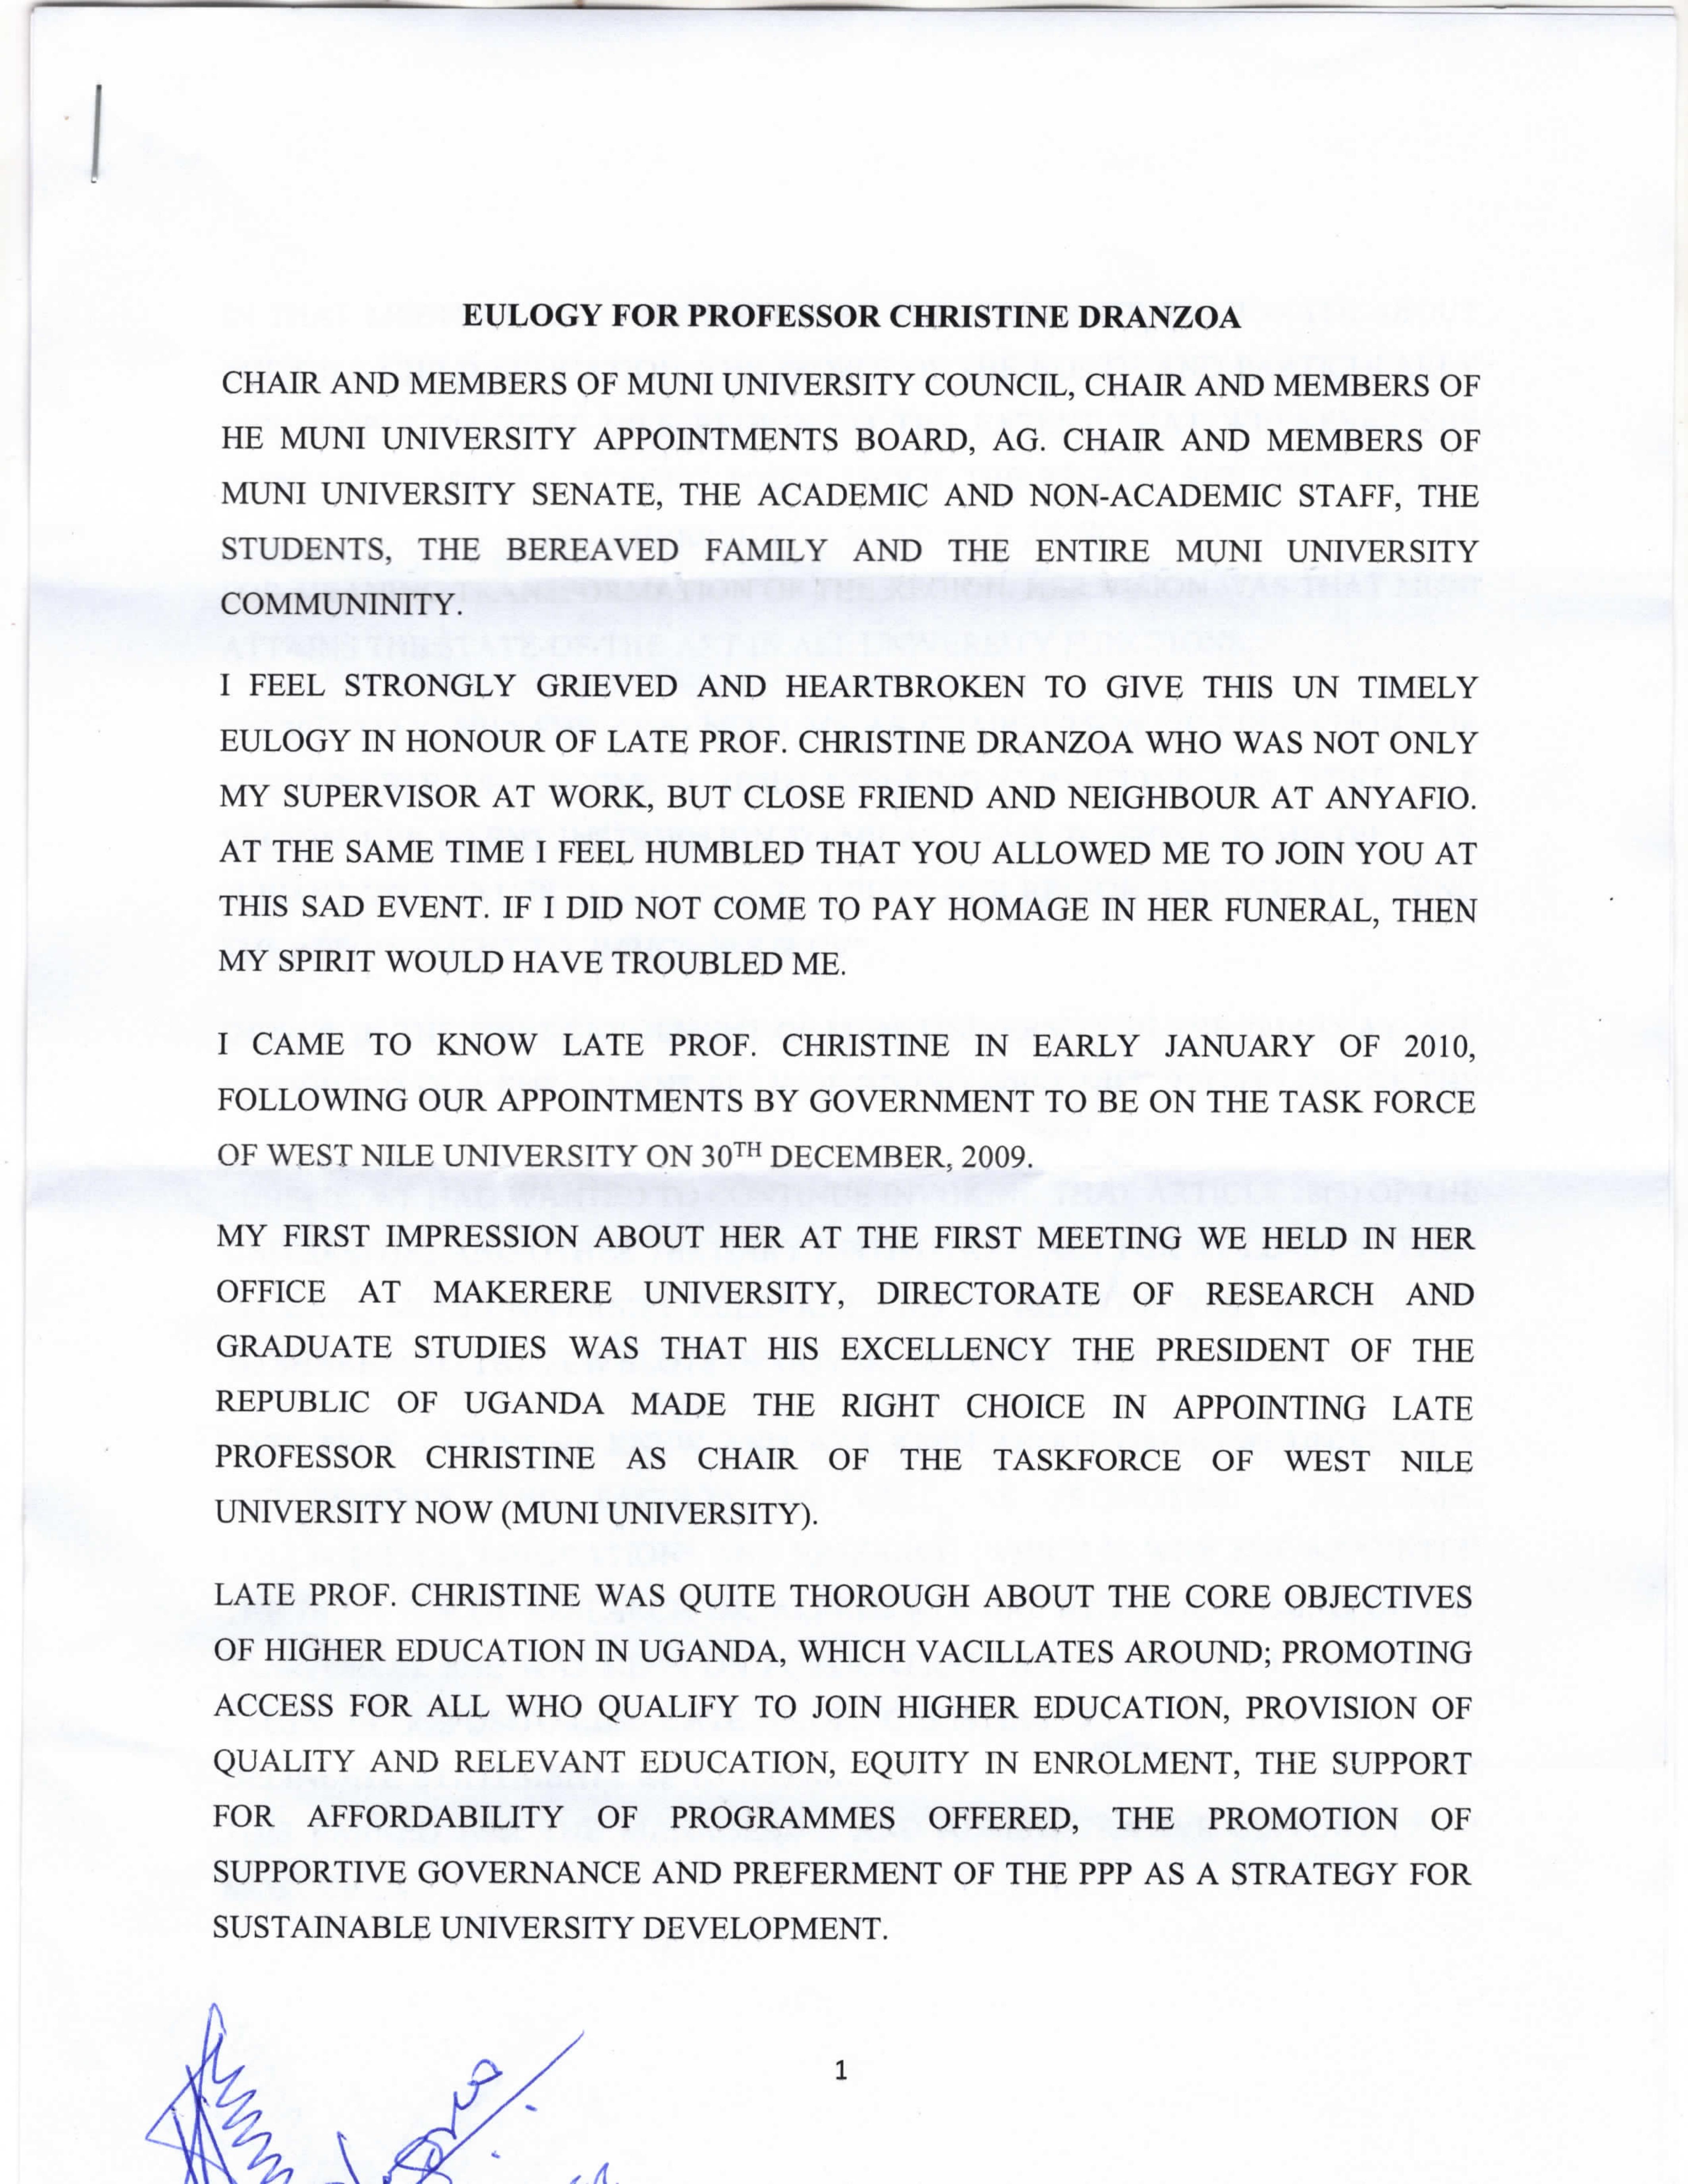 EULOGY FOR PROFESSOR CHRISTINE DRANZOA
CHAIR AND MEMBERS OF MUNI UNIVERSITY COUNCIL, CHAIR AND MEMBERS OF
HE MUNI UNIVERSITY APPOINTMENTS BOARD, AG. CHAIR AND MEMBERS OF
MUNI UNIVERSITY SENATE, THE ACADEMIC AND NON-ACADEMIC STAFF, THE
STUDENTS, THE BEREAVED FAMILY AND THE ENTIRE MUNI UNIVERSITY
COMMUNINITY.
I FEEL STRONGLY GRIEVED AND HEARTBROKEN TO GIVE THIS UN TIMELY
EULOGY IN HONOUR OF LATE PROF. CHRISTINE DRANZOA WHO WAS NOT ONLY
MY SUPERVISOR AT WORK, BUT CLOSE FRIEND AND NEIGHBOUR AT ANYAFIO.
AT THE SAME TIME I FEEL HUMBLED THAT YOU ALLOWED ME TO JOIN YOU AT
THIS SAD EVENT. IF I DID NOT COME TO PAY HOMAGE IN HER FUNERAL, THEN
MY SPIRIT WOULD HAVE TROUBLED ME.
I CAME TO KNOW LATE PROF. CHRISTINE IN EARLY JANUARY OF 2010,
FOLLOWING OUR APPOINTMENTS BY GOVERNMENT TO BE ON THE TASK FORCE
OF WEST NILE UNIVERSITY ON 30TH DECEMBER, 2009.
MY FIRST IMPRESSION ABOUT HER AT THE FIRST MEETING WE HELD IN HER
OFFICE AT MAKERERE UNIVERSITY, DIRECTORATE OF RESEARCH AND
GRADUATE STUDIES WAS THAT HIS EXCELLENCY THE PRESIDENT OF THE
REPUBLIC OF UGANDA MADE THE RIGHT CHOICE IN APPOINTING LATE
PROFESSOR CHRISTINE AS CHAIR OF THE TASKFORCE OF WEST NILE
UNIVERSITY NOW (MUNI UNIVERSITY).
LATE PROF. CHRISTINE WAS QUITE THOROUGH ABOUT THE CORE OBJECTIVES
OF HIGHER EDUCATION IN UGANDA, WHICH VACILLATES AROUND; PROMOTING
ACCESS FOR ALL WHO QUALIFY TO JOIN HIGHER EDUCATION, PROVISION OF
QUALITY AND RELEVANT EDUCATION, EQUITY IN ENROLMENT, THE SUPPORT
FOR AFFORDABILITY OF PROGRAMMES OFFERED, THE PROMOTION OF
SUPPORTIVE GOVERNANCE AND PREFERMENT OF THE PPP AS A STRATEGY FOR
SUSTAINABLE UNIVERSITY DEVELOPMENT.
1